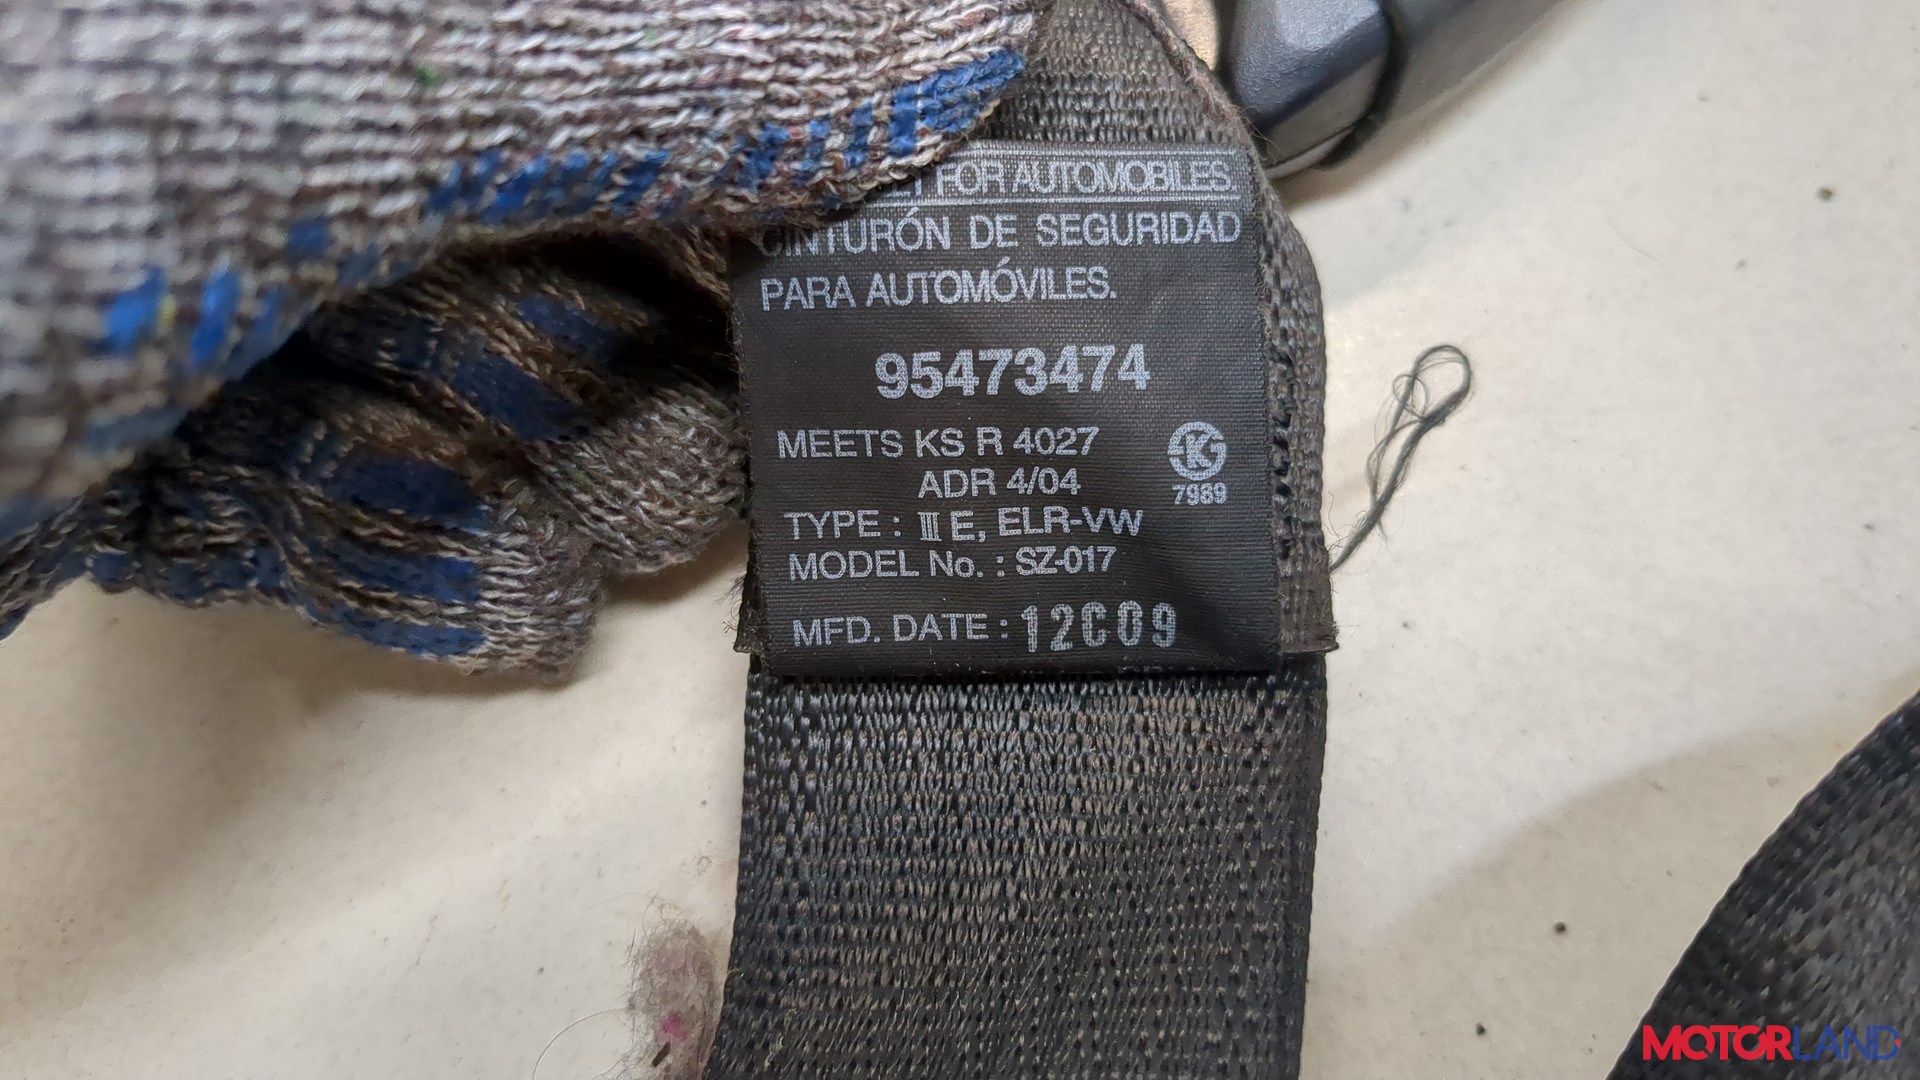 FOR AUTOMOBILES.
CINTURÓN DE SEGURIDAD
PARA AUTOMÓVILES.
95473474
MEETS KS R 4027
ADR 4/04
K
7989
TYPE : III E, ELR-VW
MODEL No. : SZ-017
MFD. DATE : 12C09
MOTORLAND